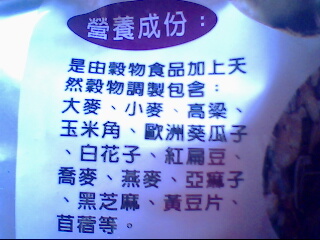 營養成份：
是由穀物食品加上天
然穀物調製包含：
大麥、小麥、高梁、
玉米角、歐洲葵瓜子
、白花子、紅扁豆、
喬麥、燕麥、亞痲子
、黑芝麻、黃豆片、
苜蓿等。